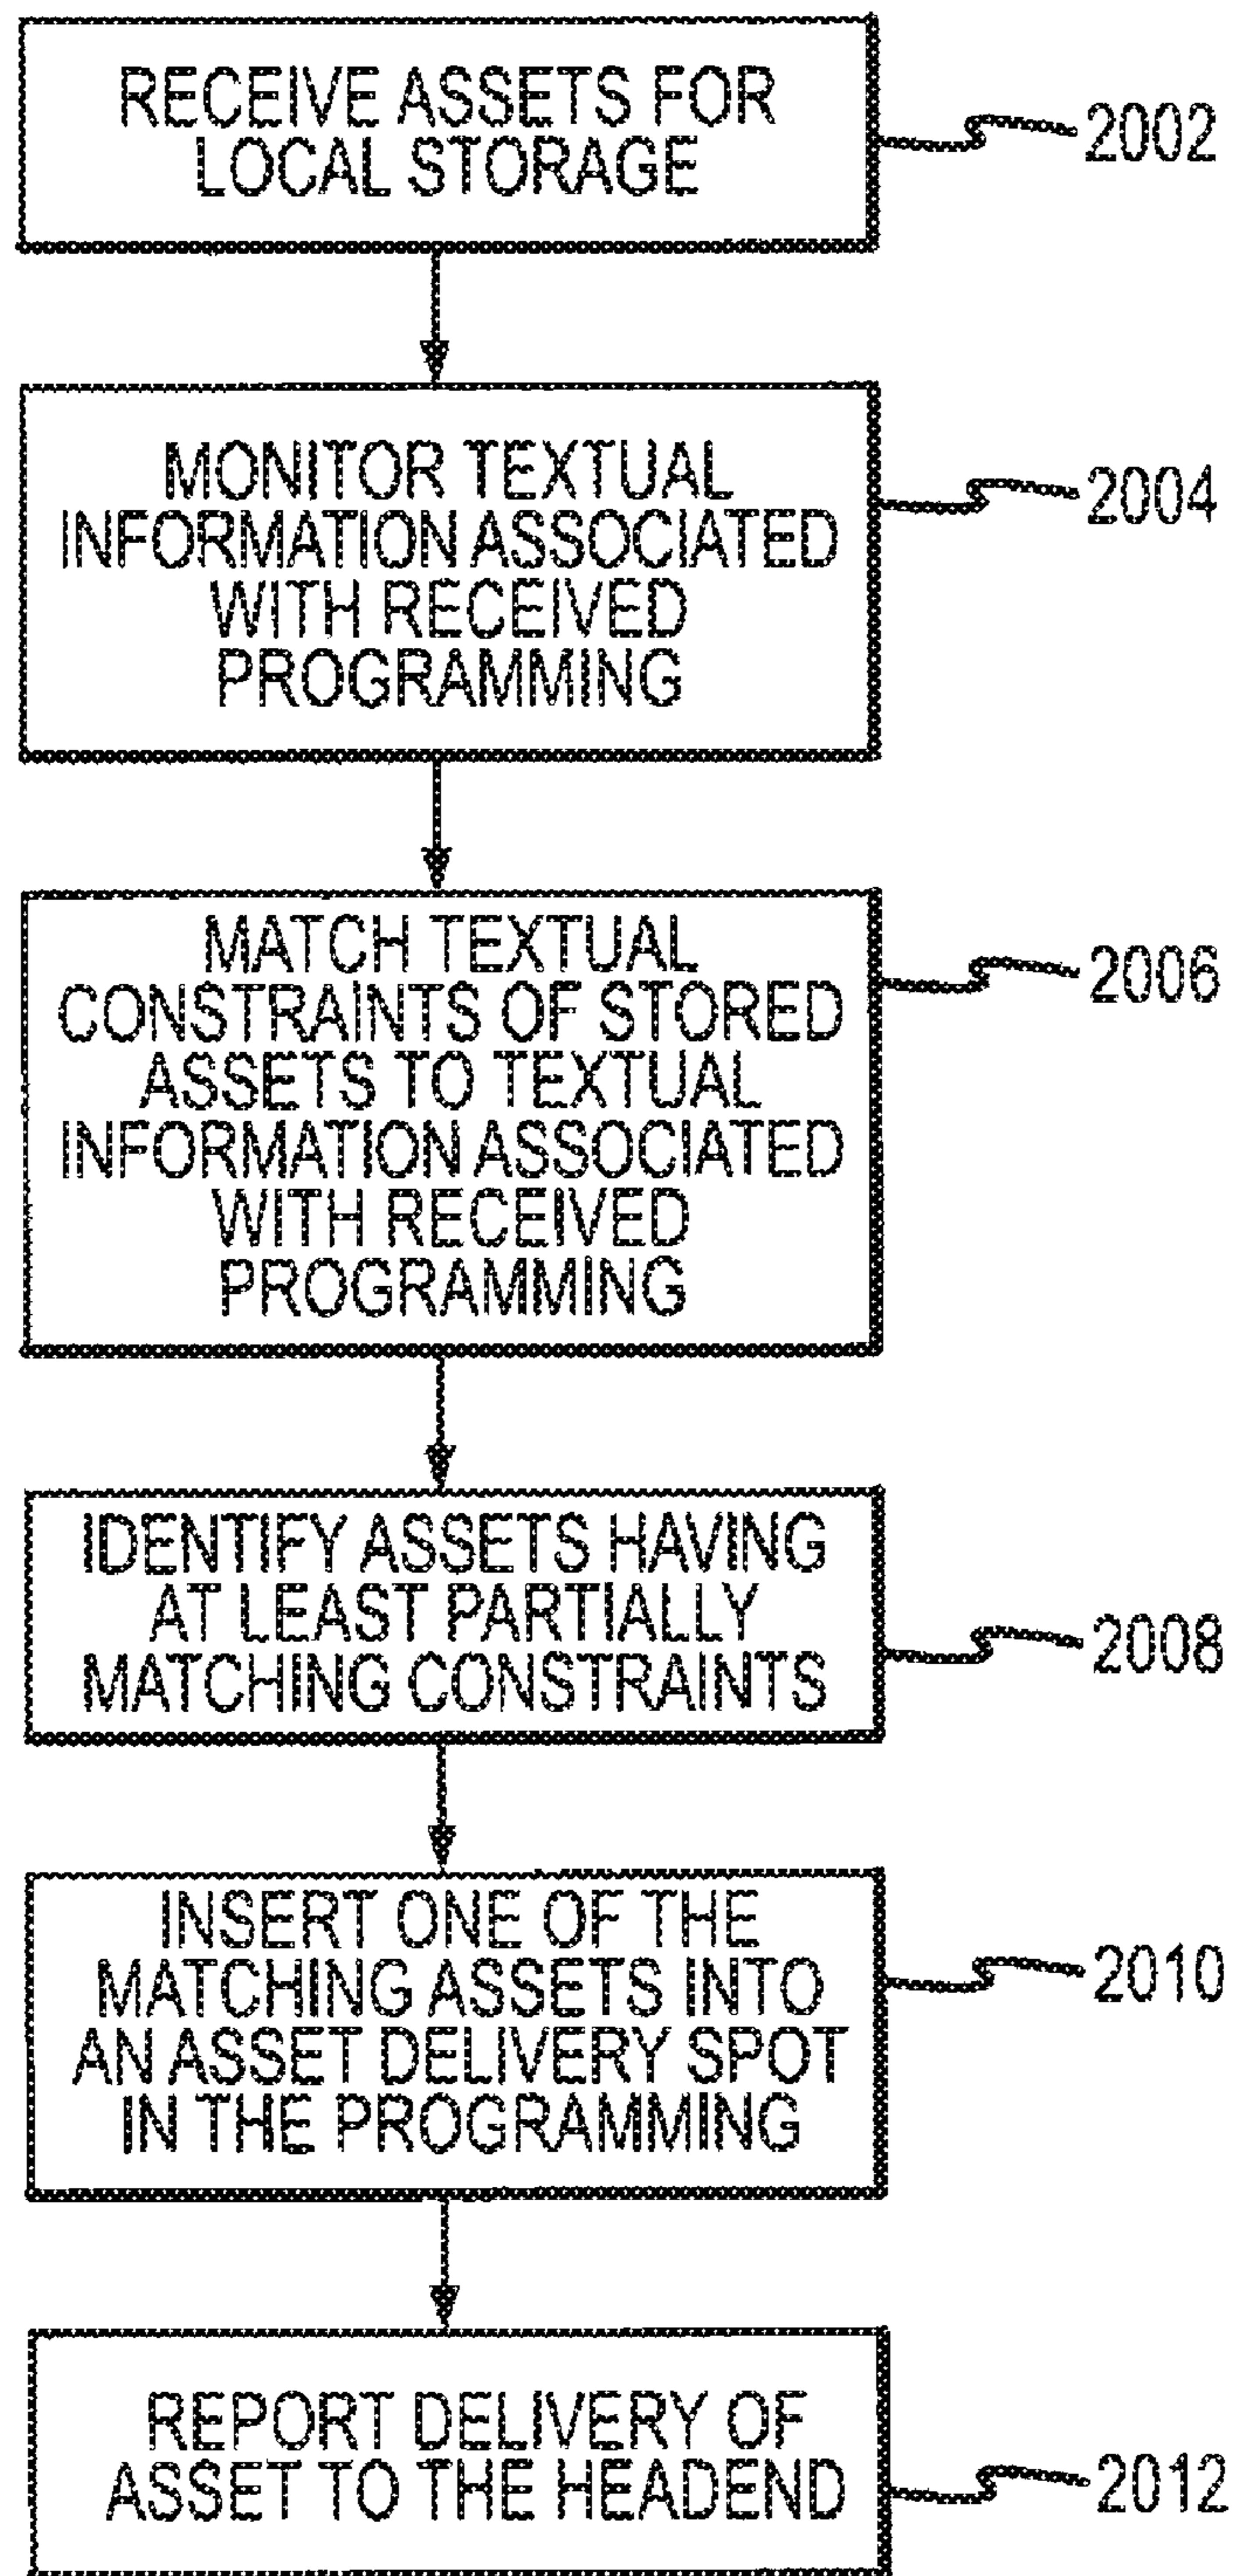 RECEIVE ASSETS FOR
LOCAL STORAGE
2002
MONITOR TEXTUAL
INFORMATION ASSOCIATED
WITH RECEIVED
PROGRAMMING
2004
MATCH TEXTUAL
CONSTRAINTS OF STORED
ASSETS TO TEXTUAL
INFORMATION ASSOCIATED
WITH RECEIVED
PROGRAMMING
2006
IDENTIFY ASSETS HAVING
AT LEAST PARTIALLY
MATCHING CONSTRAINTS
2008
INSERT ONE OF THE
MATCHING ASSETS INTO
AN ASSET DELIVERY SPOT
IN THE PROGRAMMING
2010
REPORT DELIVERY OF
ASSET TO THE HEADEND
2012